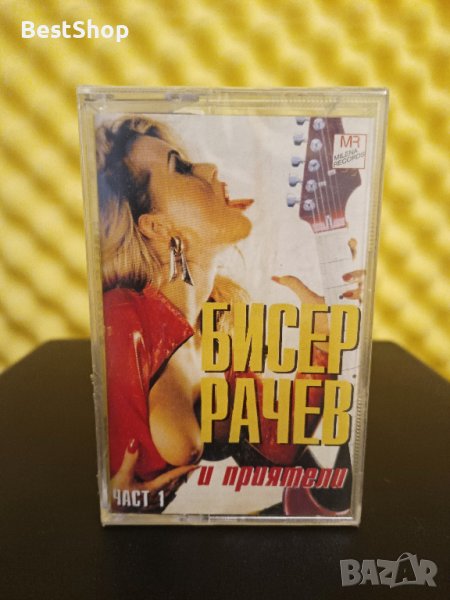 BestShop
MR
MILENA
RECORDS
БИСЕР
РАЧЕВ
и приятели
ЧАСТ 1
BAZAR